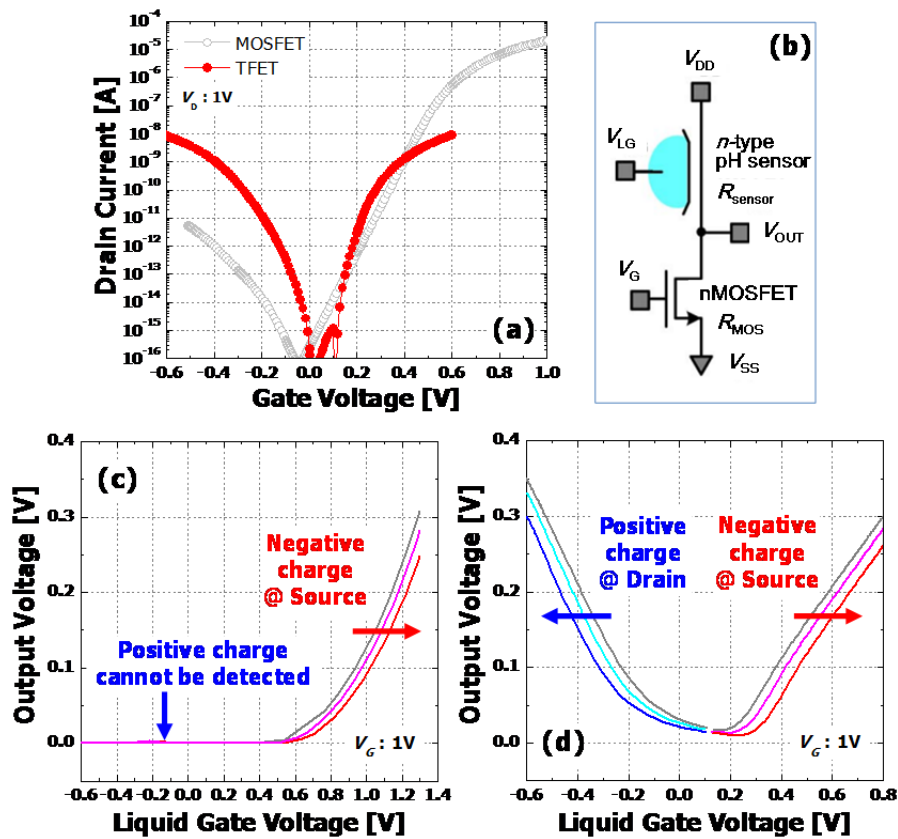 10⁻⁴
10⁻⁵
10⁻⁶
10⁻⁷
10⁻⁸
10⁻⁹
10⁻¹⁰
10⁻¹¹
10⁻¹²
10⁻¹³
10⁻¹⁴
10⁻¹⁵
10⁻¹⁶
Drain Current [A]
MOSFET
TFET
V_D : 1V
(a)
-0.6 -0.4 -0.2 0.0 0.2 0.4 0.6 0.8 1.0
Gate Voltage [V]
(b)
V_DD
V_LG
n-type
pH sensor
R_sensor
V_OUT
V_G
nMOSFET
R_MOS
V_SS
0.4
0.3
0.2
0.1
0.0
Output Voltage [V]
(c)
Negative
charge
@ Source
Positive charge
cannot be detected
V_G : 1V
-0.6 -0.4 -0.2 0.0 0.2 0.4 0.6 0.8 1.0 1.2 1.4
Liquid Gate Voltage [V]
0.4
0.3
0.2
0.1
0.0
Output Voltage [V]
Positive
charge
@ Drain
Negative
charge
@ Source
(d)
V_G : 1V
-0.6 -0.4 -0.2 0.0 0.2 0.4 0.6 0.8
Liquid Gate Voltage [V]